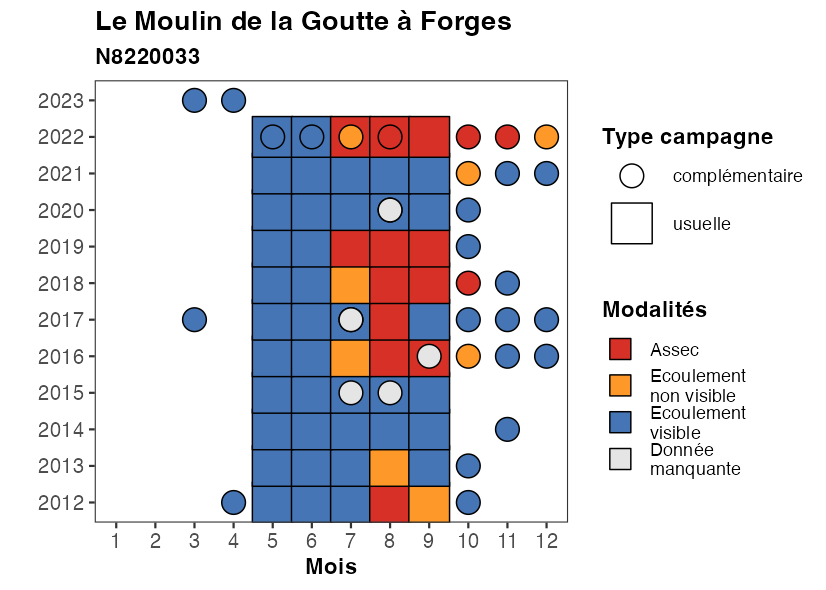 Le Moulin de la Goutte à Forges
N8220033
2023
2022
2021
2020
2019
2018
2017
2016
2015
2014
2013
2012
1 2 3 4 5 6 7 8 9 10 11 12
Mois
Type campagne
complémentaire
usuelle
Modalités
Assec
Ecoulement
non visible
Ecoulement
visible
Donnée
manquante